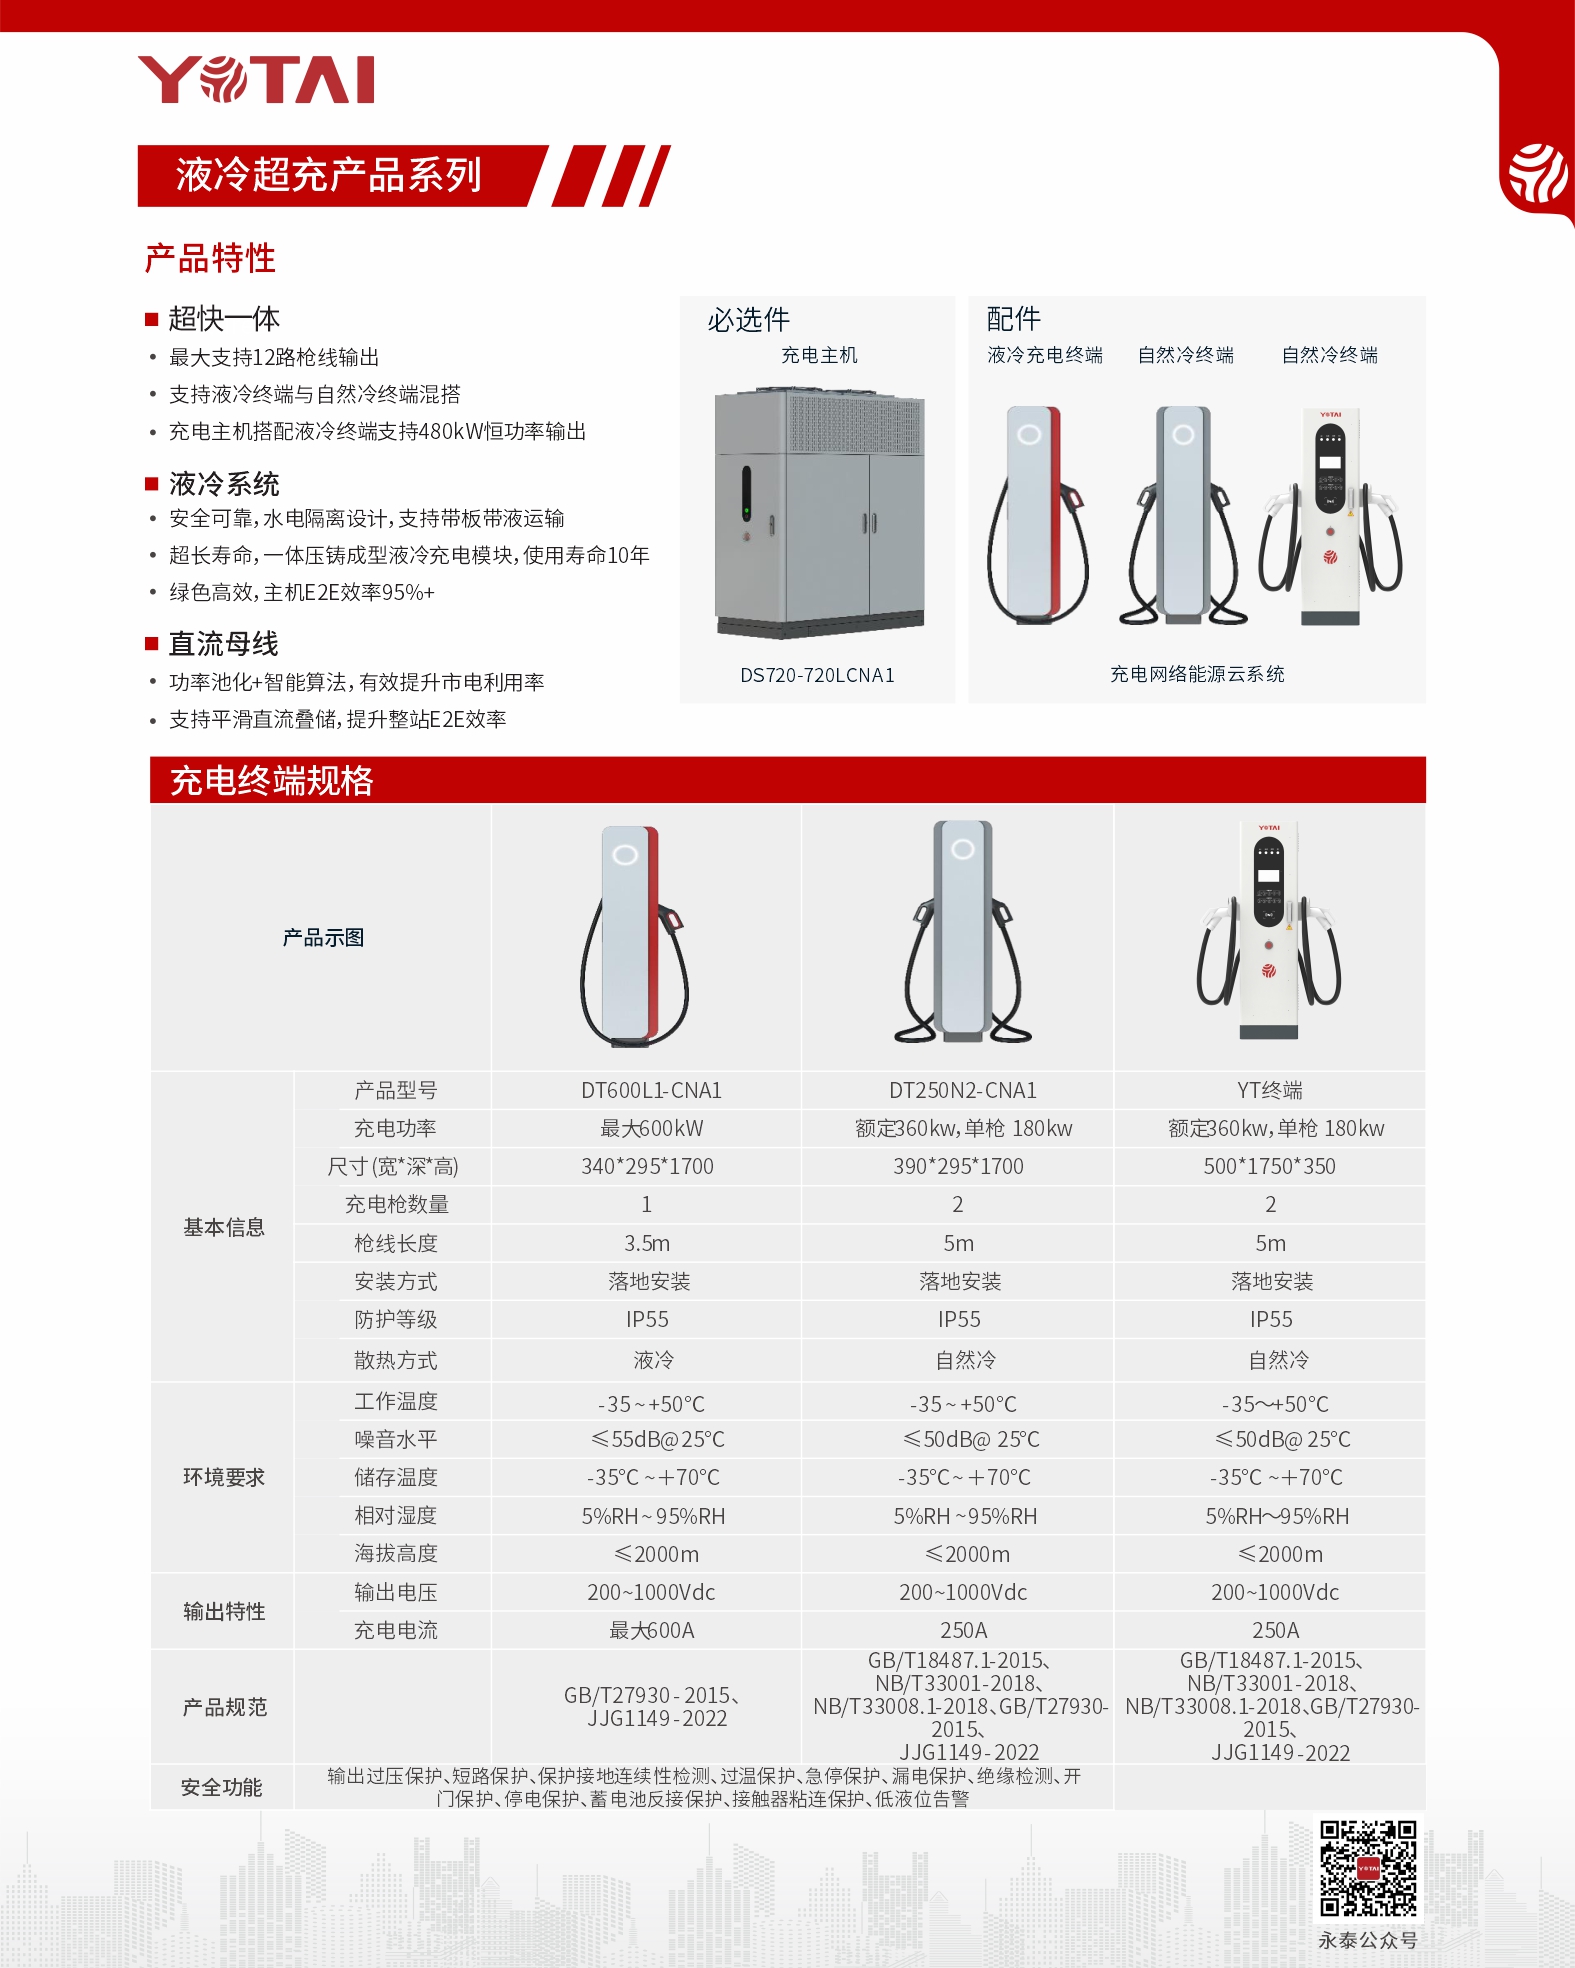 YOTAI
液冷超充产品系列
产品特性
超快一体
• 最大支持12路枪线输出
• 支持液冷终端与自然冷终端混搭
• 充电主机搭配液冷终端支持480kW恒功率输出
液冷系统
• 安全可靠，水电隔离设计，支持带板带液运输
• 超长寿命，一体压铸成型液冷充电模块，使用寿命10年
• 绿色高效，主机E2E效率95%+
直流母线
• 功率池化+智能算法，有效提升市电利用率
• 支持平滑直流叠储，提升整站E2E效率
必选件
充电主机
DS720-720LCNA1
配件
液冷充电终端 自然冷终端 自然冷终端
YOTAI
充电网络能源云系统
充电终端规格
产品示图
YOTAI
基本信息
产品型号 DT600L1-CNA1 DT250N2-CNA1 YT终端
充电功率 最大600kW 额定360kw，单枪 180kw 额定360kw，单枪 180kw
尺寸(宽*深*高) 340*295*1700 390*295*1700 500*1750*350
充电枪数量 1 2 2
枪线长度 3.5m 5m 5m
安装方式 落地安装 落地安装 落地安装
防护等级 IP55 IP55 IP55
散热方式 液冷 自然冷 自然冷
环境要求
工作温度 -35~+50℃ -35~+50℃ -35～+50℃
噪音水平 ≤55dB@25℃ ≤50dB@ 25℃ ≤50dB@ 25℃
储存温度 -35℃ ~＋70℃ -35℃~＋70℃ -35℃ ~＋70℃
相对湿度 5%RH~95%RH 5%RH~95%RH 5%RH～95%RH
海拔高度 ≤2000m ≤2000m ≤2000m
输出特性
输出电压 200~1000Vdc 200~1000Vdc 200~1000Vdc
充电电流 最大600A 250A 250A
产品规范
GB/T27930-2015、
JJG1149-2022
GB/T18487.1-2015、
NB/T33001-2018、
NB/T33008.1-2018、GB/T27930-
2015、
JJG1149-2022
GB/T18487.1-2015、
NB/T33001-2018、
NB/T33008.1-2018、GB/T27930-
2015、
JJG1149-2022
安全功能
输出过压保护、短路保护、保护接地连续性检测、过温保护、急停保护、漏电保护、绝缘检测、开
门保护、停电保护、蓄电池反接保护、接触器粘连保护、低液位告警
YOTAI
永泰公众号